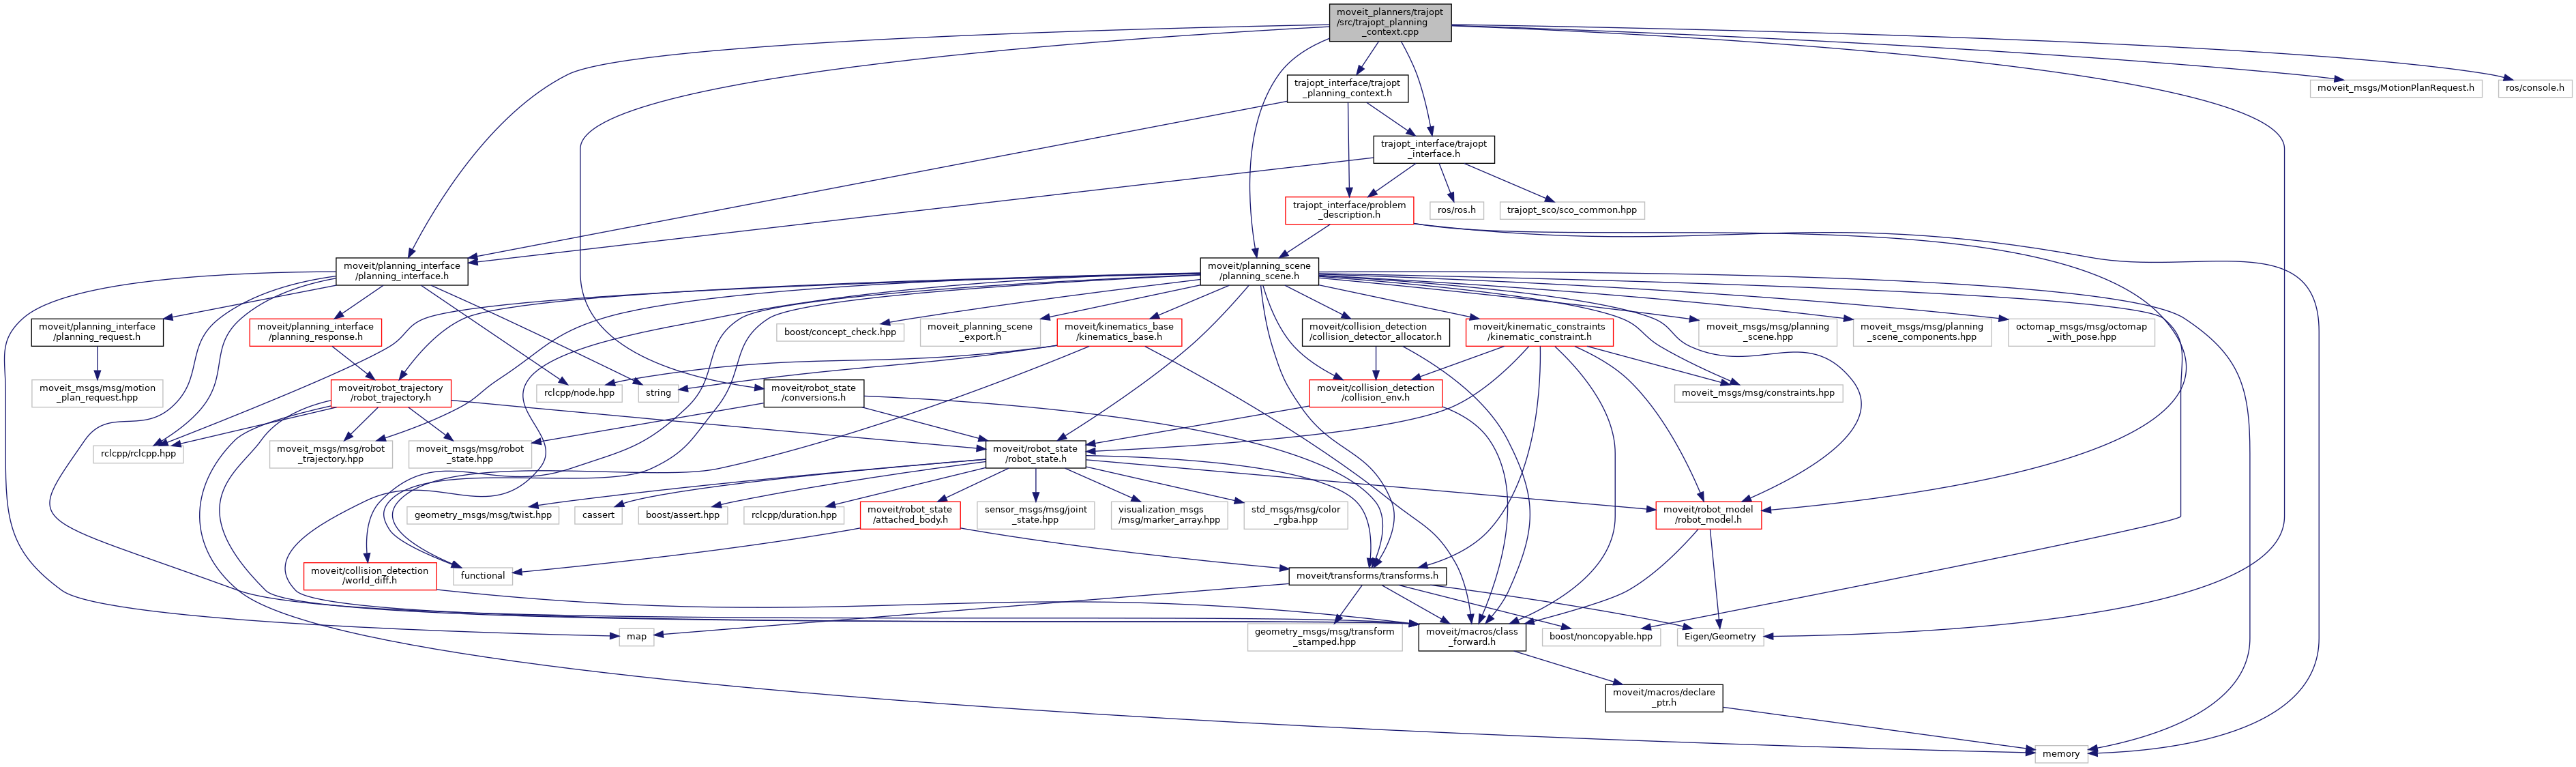 moveit_planners/trajopt
/src/trajopt_planning
_context.cpp
trajopt_interface/trajopt
_planning_context.h
moveit_msgs/MotionPlanRequest.h
ros/console.h
trajopt_interface/trajopt
_interface.h
trajopt_interface/problem
_description.h
ros/ros.h
trajopt_sco/sco_common.hpp
moveit/planning_interface
/planning_interface.h
moveit/planning_scene
/planning_scene.h
moveit/planning_interface
/planning_request.h
moveit/planning_interface
/planning_response.h
boost/concept_check.hpp
moveit_planning_scene
_export.h
moveit/kinematics_base
/kinematics_base.h
moveit/collision_detection
/collision_detector_allocator.h
moveit/kinematic_constraints
/kinematic_constraint.h
moveit_msgs/msg/planning
_scene.hpp
moveit_msgs/msg/planning
_scene_components.hpp
octomap_msgs/msg/octomap
_with_pose.hpp
moveit_msgs/msg/motion
_plan_request.hpp
moveit/robot_trajectory
/robot_trajectory.h
rclcpp/node.hpp
string
moveit/robot_state
/conversions.h
moveit/collision_detection
/collision_env.h
moveit_msgs/msg/constraints.hpp
rclcpp/rclcpp.hpp
moveit_msgs/msg/robot
_trajectory.hpp
moveit_msgs/msg/robot
_state.hpp
moveit/robot_state
/robot_state.h
geometry_msgs/msg/twist.hpp
cassert
boost/assert.hpp
rclcpp/duration.hpp
moveit/robot_state
/attached_body.h
sensor_msgs/msg/joint
_state.hpp
visualization_msgs
/msg/marker_array.hpp
std_msgs/msg/color
_rgba.hpp
moveit/robot_model
/robot_model.h
moveit/collision_detection
/world_diff.h
functional
moveit/transforms/transforms.h
map
geometry_msgs/msg/transform
_stamped.hpp
moveit/macros/class
_forward.h
boost/noncopyable.hpp
Eigen/Geometry
moveit/macros/declare
_ptr.h
memory